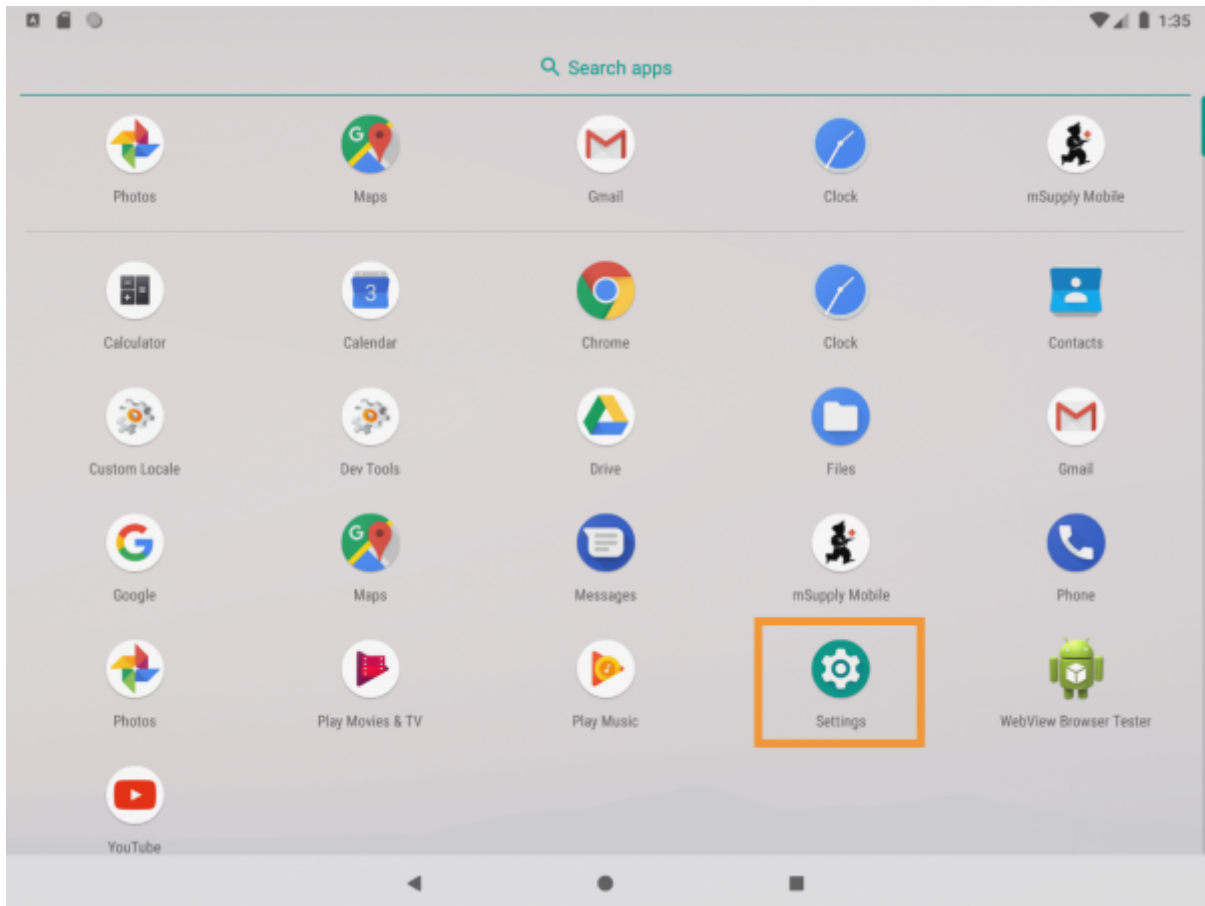 1:35
Search apps
Photos Maps Gmail Clock mSupply Mobile
Calculator Calendar Chrome Clock Contacts
Custom Locale Dev Tools Drive Files Gmail
Google Maps Messages mSupply Mobile Phone
Photos Play Movies & TV Play Music Settings WebView Browser Tester
YouTube